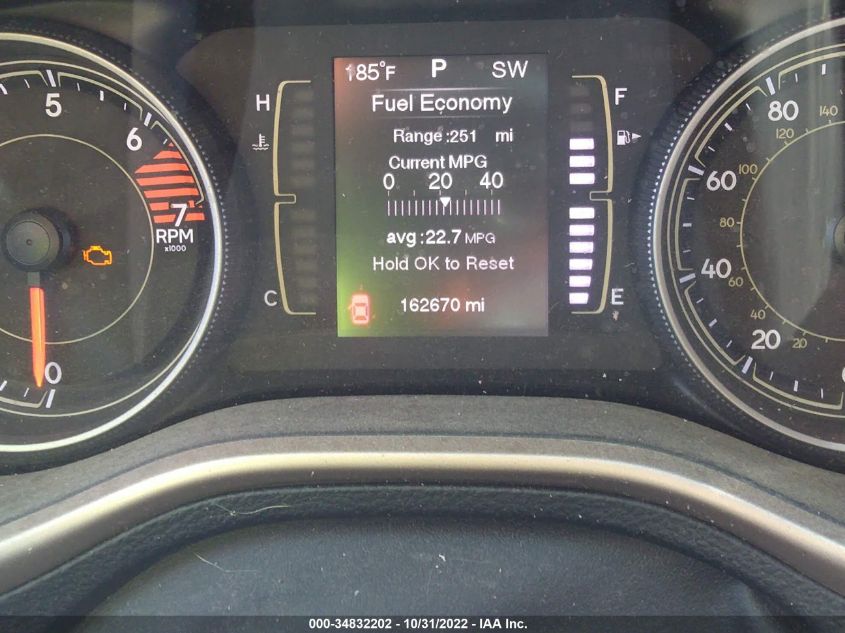 185°F P SW
Fuel Economy
Range :251 mi
Current MPG
0 20 40
avg :22.7 MPG
Hold OK to Reset
162670 mi
H
C
F
E
5
6
7
RPM
x1000
0
80
60
40
20
140
120
100
80
60
40
20
000-34832202 - 10/31/2022 - IAA Inc.